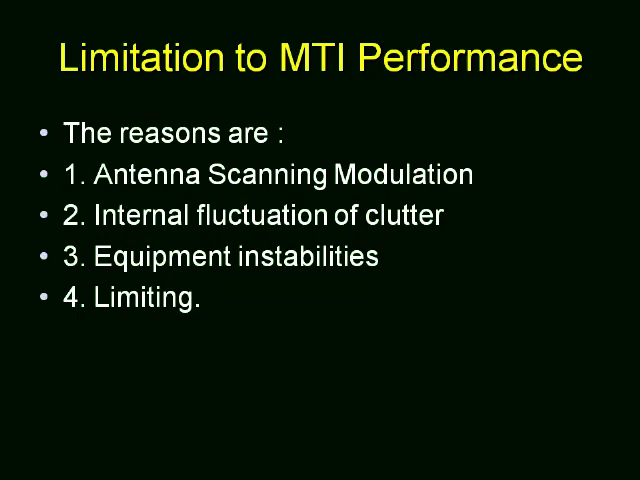 Limitation to MTI Performance
• The reasons are :
• 1. Antenna Scanning Modulation
• 2. Internal fluctuation of clutter
• 3. Equipment instabilities
• 4. Limiting.